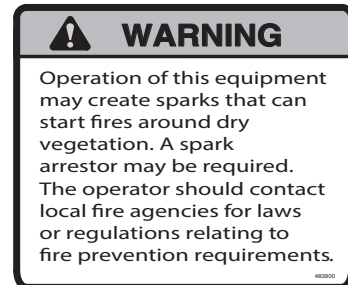 WARNING
Operation of this equipment
may create sparks that can
start fires around dry
vegetation. A spark
arrestor may be required.
The operator should contact
local fire agencies for laws
or regulations relating to
fire prevention requirements.
483900